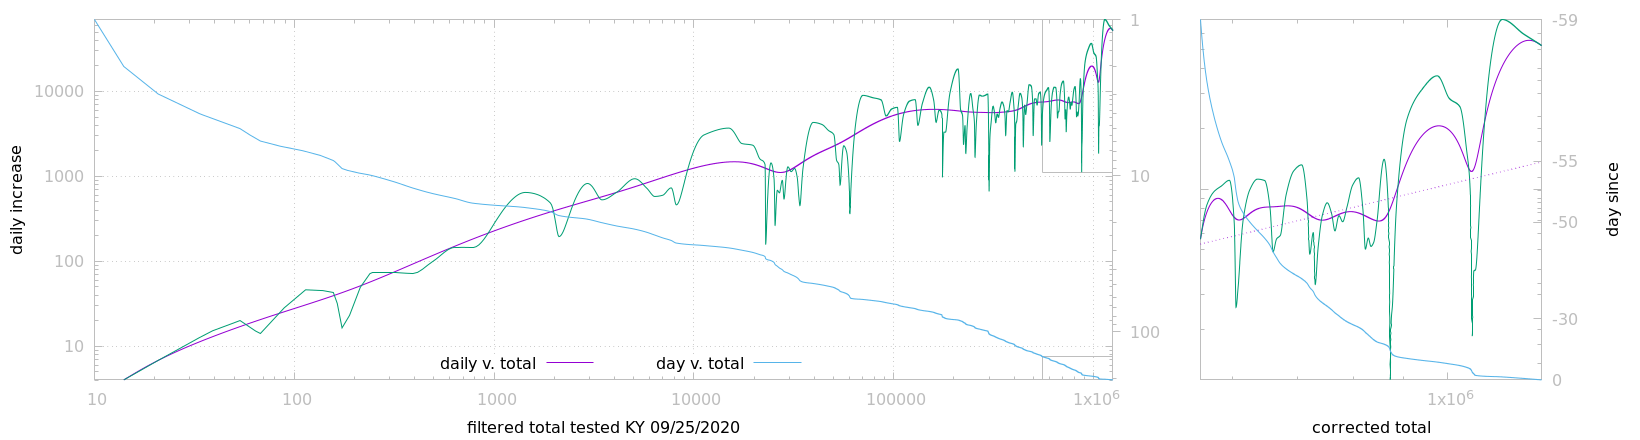 daily increase
10000
1000
100
10
10
100
1000
10000
100000
1x10^6
1
10
100
daily v. total
day v. total
filtered total tested KY 09/25/2020
-59
-55
-50
-30
0
day since
1x10^6
corrected total